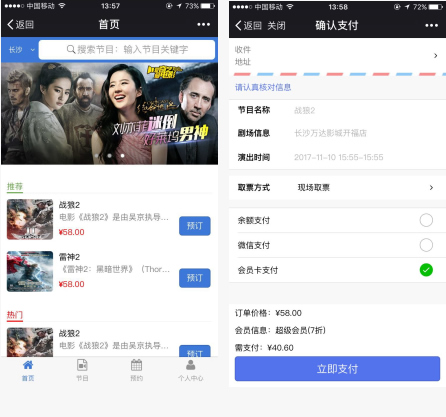 中国移动 13:57 73%
返回 首页
长沙 搜索节目：输入节目关键字
刘亦菲迷倒
好莱坞男神
推荐
战狼2
电影《战狼2》是由吴京执导...
¥58.00
预订
雷神2
《雷神2：黑暗世界》（Thor...
¥58.00
预订
热门
战狼2
电影《战狼2》是由吴京执导...
预订
首页 节目 预约 个人中心
中国移动 13:58 72%
返回 关闭 确认支付
收件
地址
请认真核对信息
节目名称 战狼2
剧场信息 长沙万达影城开福店
演出时间 2017-11-10 15:55-15:55
取票方式 现场取票
余额支付
微信支付
会员卡支付
订单价格：¥58.00
会员信息：超级会员(7折)
需支付：¥40.60
立即支付